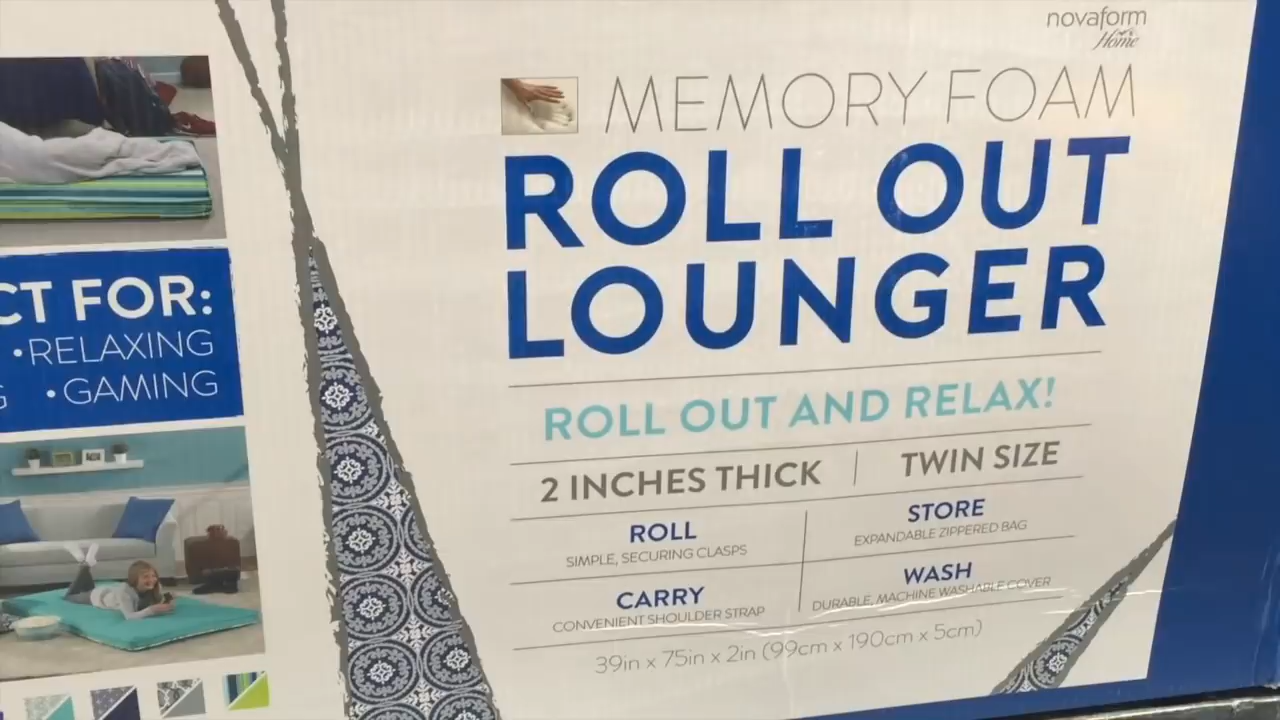 novaform
Home
MEMORY FOAM
ROLL OUT
LOUNGER
ROLL OUT AND RELAX!
2 INCHES THICK
TWIN SIZE
ROLL
SIMPLE, SECURING CLASPS
STORE
EXPANDABLE ZIPPERED BAG
CARRY
CONVENIENT SHOULDER STRAP
WASH
DURABLE, MACHINE WASHABLE COVER
39in x 75in x 2in (99cm x 190cm x 5cm)
CT FOR:
•RELAXING
G •GAMING